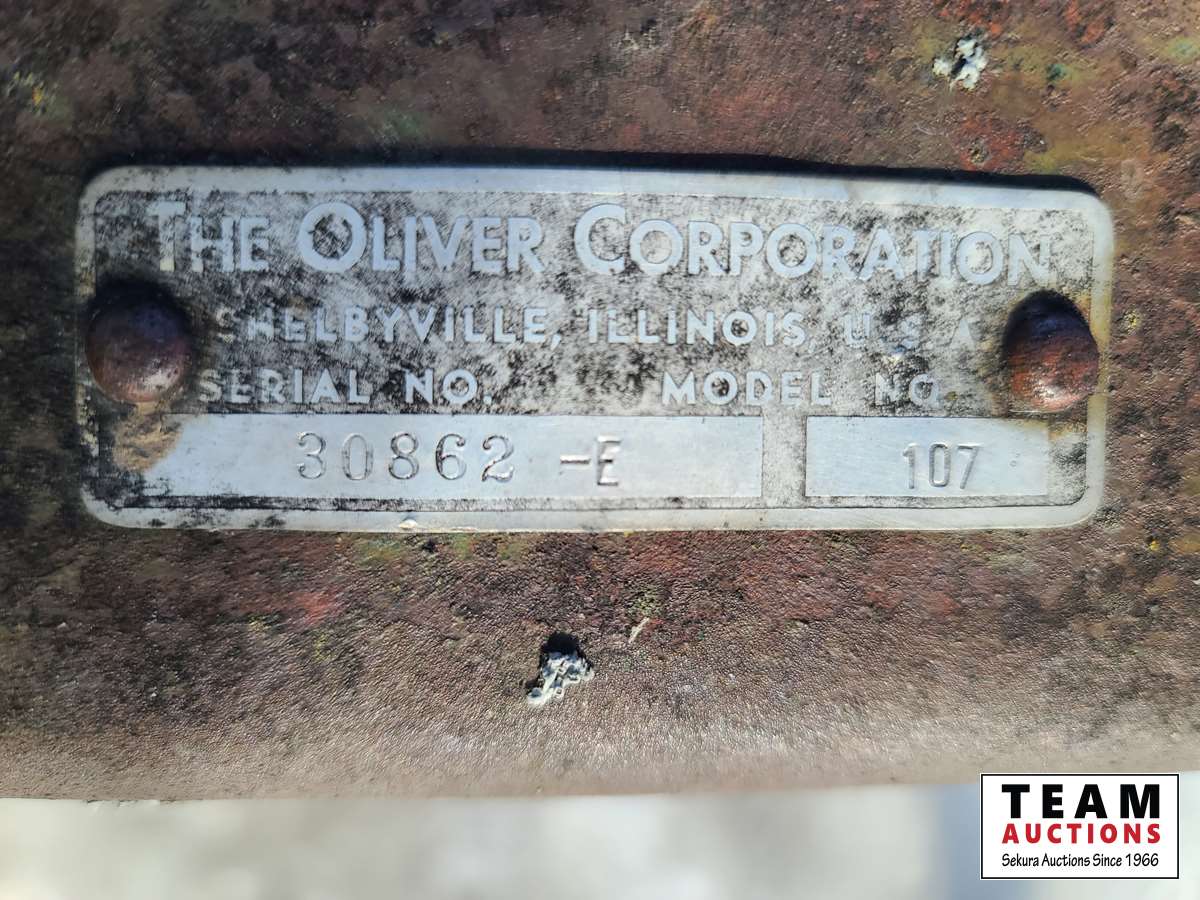 THE OLIVER CORPORATION
SHELBYVILLE, ILLINOIS, U.S.A.
SERIAL NO. MODEL NO.
30862 -E 107
TEAM
AUCTIONS
Sekura Auctions Since 1966